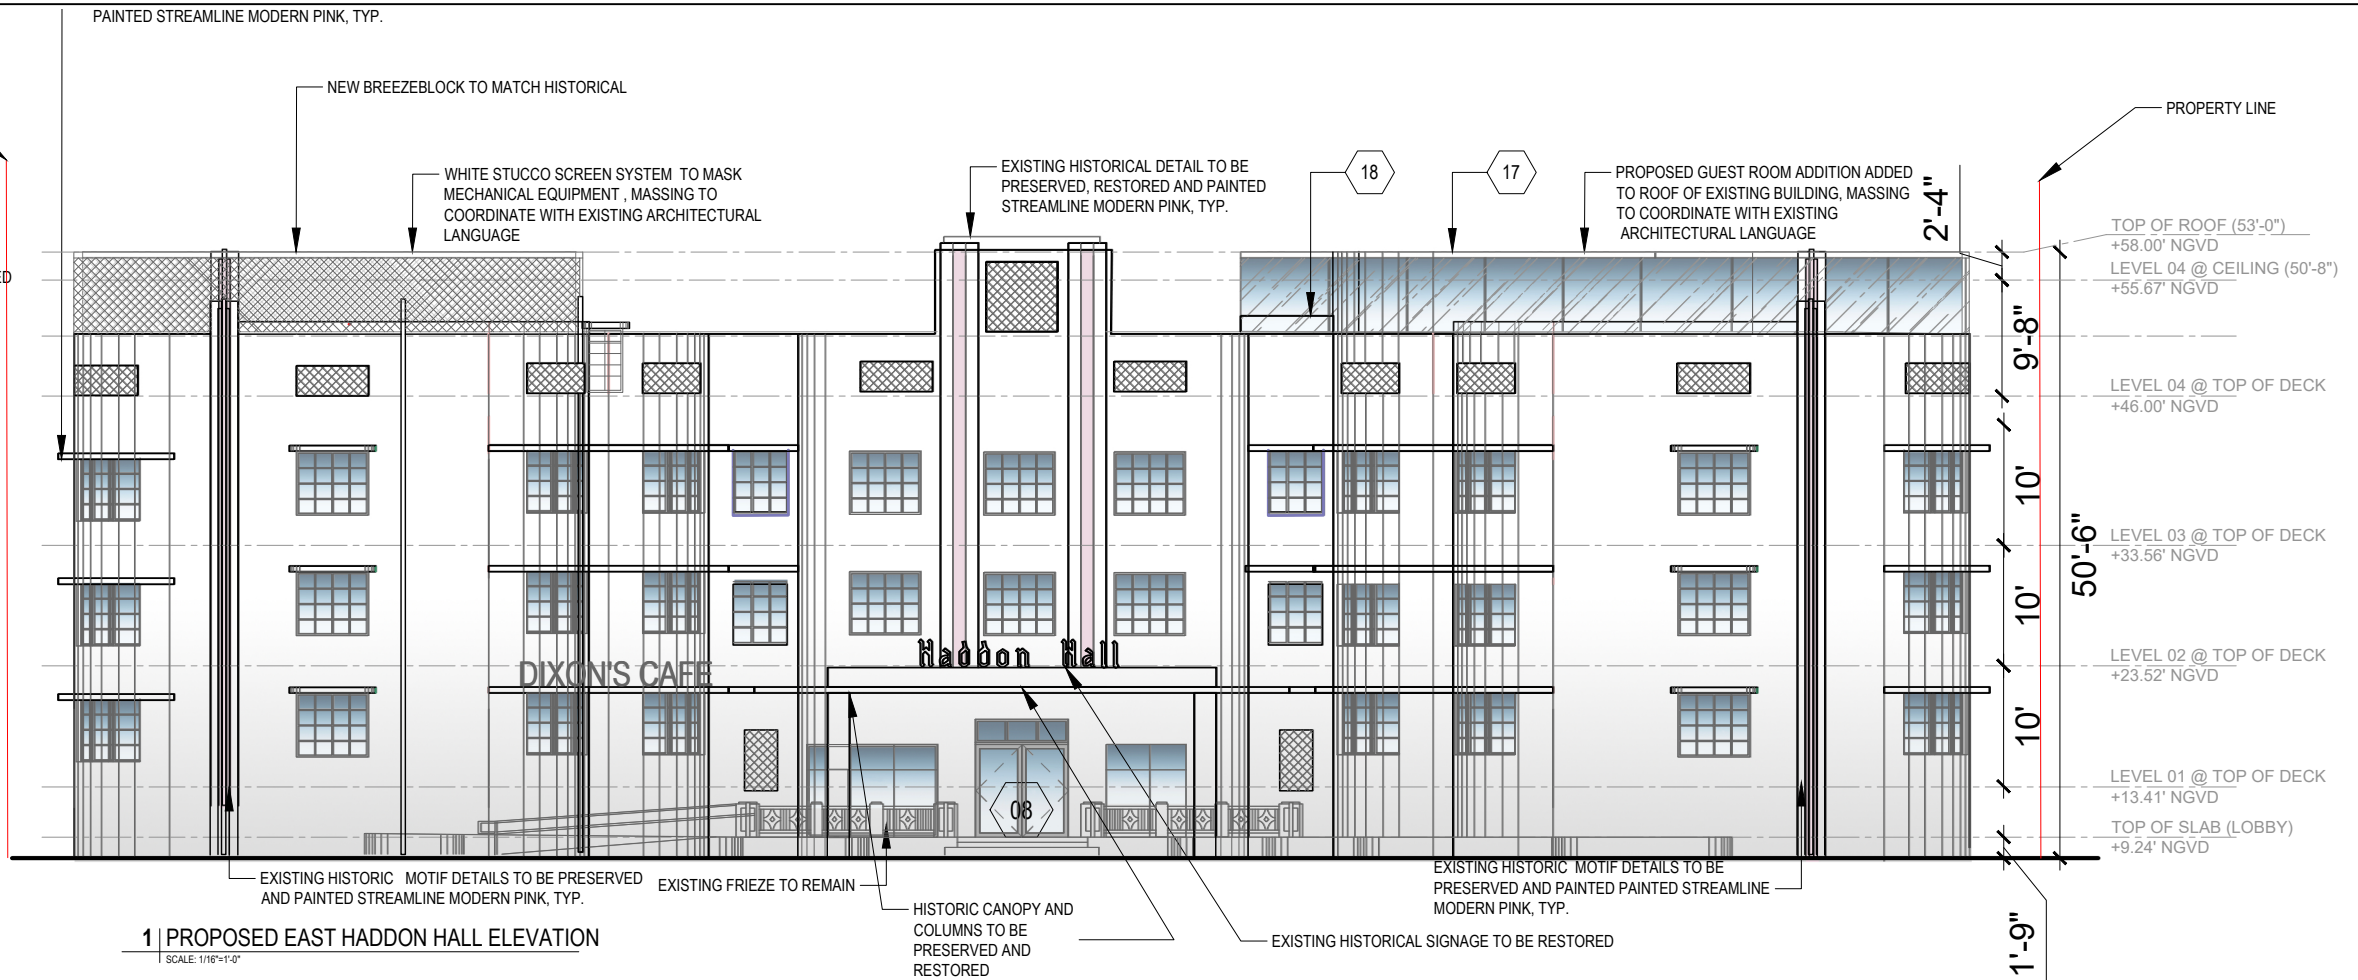 PAINTED STREAMLINE MODERN PINK, TYP.
NEW BREEZEBLOCK TO MATCH HISTORICAL
PROPERTY LINE
WHITE STUCCO SCREEN SYSTEM TO MASK
MECHANICAL EQUIPMENT , MASSING TO
COORDINATE WITH EXISTING ARCHITECTURAL
LANGUAGE
EXISTING HISTORICAL DETAIL TO BE
PRESERVED, RESTORED AND PAINTED
STREAMLINE MODERN PINK, TYP.
18
17
PROPOSED GUEST ROOM ADDITION ADDED
TO ROOF OF EXISTING BUILDING, MASSING
TO COORDINATE WITH EXISTING
ARCHITECTURAL LANGUAGE
2'-4"
TOP OF ROOF (53'-0")
+58.00' NGVD
LEVEL 04 @ CEILING (50'-8")
+55.67' NGVD
ED
9'-8"
LEVEL 04 @ TOP OF DECK
+46.00' NGVD
10'
LEVEL 03 @ TOP OF DECK
+33.56' NGVD
50'-6"
10'
LEVEL 02 @ TOP OF DECK
+23.52' NGVD
Haddon Hall
DIXON'S CAFE
10'
LEVEL 01 @ TOP OF DECK
+13.41' NGVD
08
TOP OF SLAB (LOBBY)
+9.24' NGVD
EXISTING HISTORIC MOTIF DETAILS TO BE PRESERVED
AND PAINTED STREAMLINE MODERN PINK, TYP.
EXISTING FRIEZE TO REMAIN
EXISTING HISTORIC MOTIF DETAILS TO BE
PRESERVED AND PAINTED PAINTED STREAMLINE
MODERN PINK, TYP.
HISTORIC CANOPY AND
COLUMNS TO BE
PRESERVED AND
RESTORED
EXISTING HISTORICAL SIGNAGE TO BE RESTORED
1'-9"
1 PROPOSED EAST HADDON HALL ELEVATION
SCALE: 1/16"=1'-0"